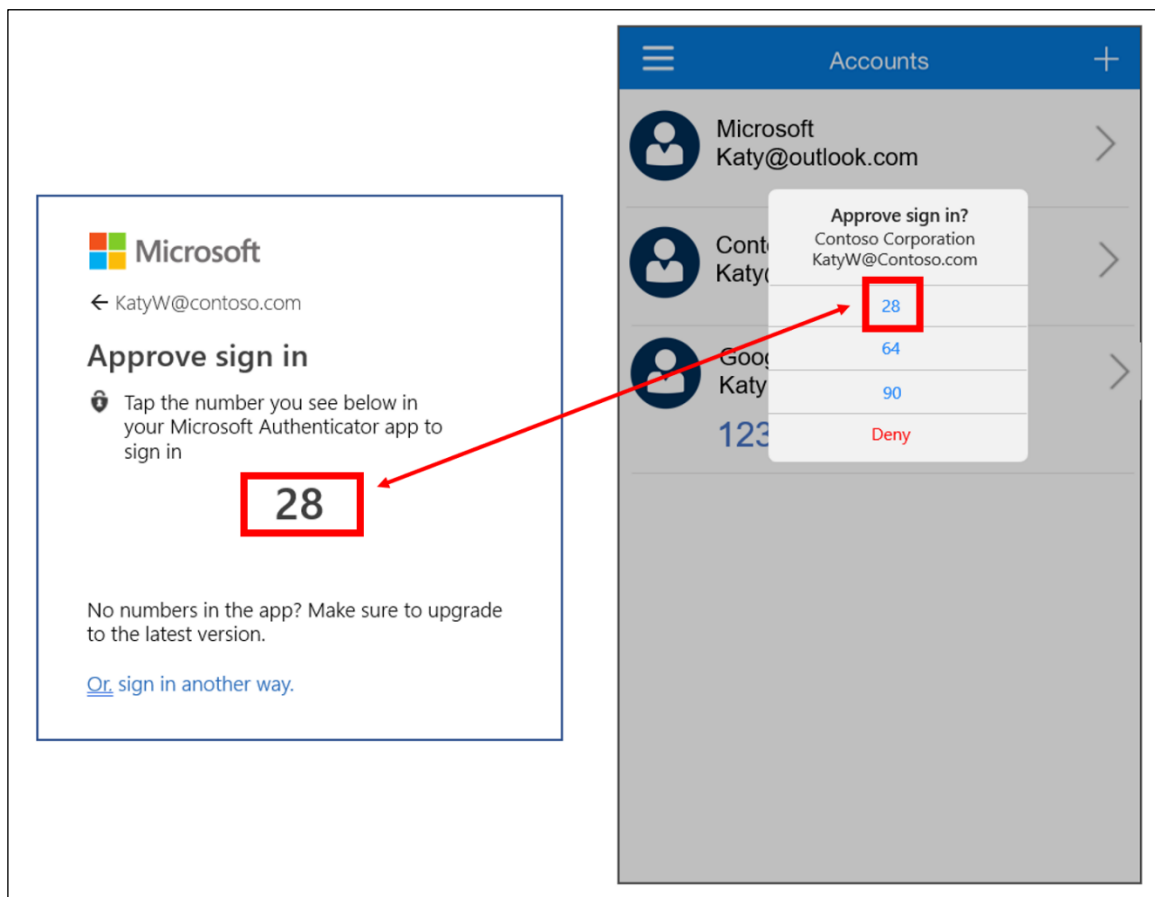 Microsoft
KatyW@contoso.com
Approve sign in
Tap the number you see below in
your Microsoft Authenticator app to
sign in
28
No numbers in the app? Make sure to upgrade
to the latest version.
Or. sign in another way.
Accounts
Microsoft
Katy@outlook.com
Approve sign in?
Contoso Corporation
KatyW@Contoso.com
28
64
90
Deny
Katy
123